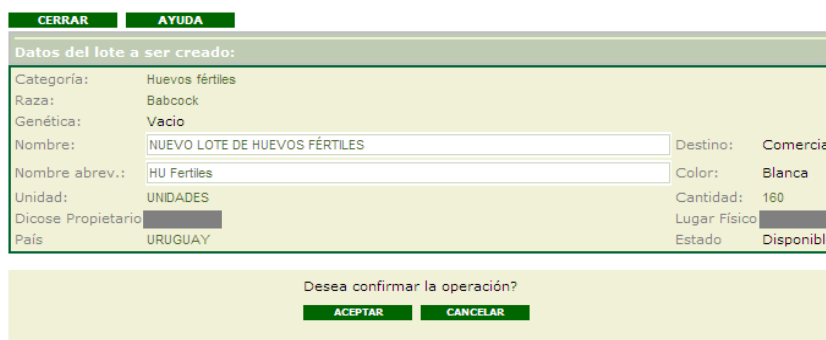 CERRAR AYUDA
Datos del lote a ser creado:
Categoría: Huevos fértiles
Raza: Babcock
Genética: Vacio
Nombre: NUEVO LOTE DE HUEVOS FÉRTILES Destino: Comercia
Nombre abrev.: HU Fertiles Color: Blanca
Unidad: UNIDADES Cantidad: 160
Dicose Propietario Lugar Físico
País URUGUAY Estado Disponibl
Desea confirmar la operación?
ACEPTAR CANCELAR